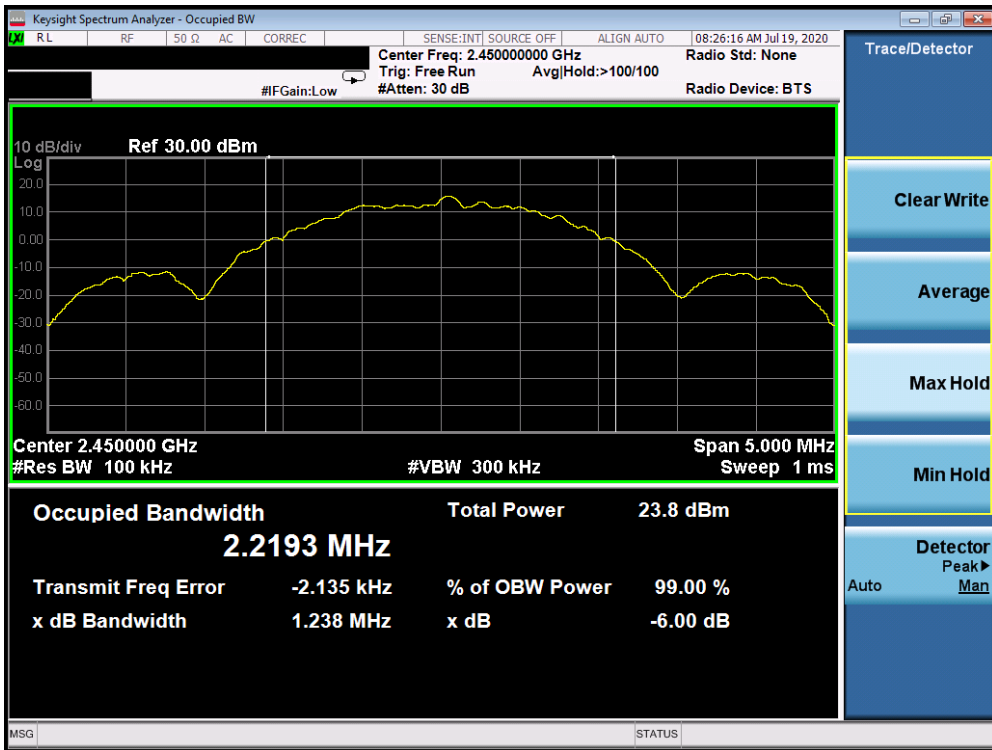 Keysight Spectrum Analyzer - Occupied BW
LXI RL RF 50 Ω AC CORREC SENSE:INT SOURCE OFF ALIGN AUTO 08:26:16 AM Jul 19, 2020
Center Freq: 2.450000000 GHz Radio Std: None
Trig: Free Run Avg|Hold:>100/100
#IFGain:Low #Atten: 30 dB Radio Device: BTS
10 dB/div Ref 30.00 dBm
Log
20.0
10.0
0.00
-10.0
-20.0
-30.0
-40.0
-50.0
-60.0
Center 2.450000 GHz Span 5.000 MHz
#Res BW 100 kHz #VBW 300 kHz Sweep 1 ms
Occupied Bandwidth Total Power 23.8 dBm
2.2193 MHz
Transmit Freq Error -2.135 kHz % of OBW Power 99.00 %
x dB Bandwidth 1.238 MHz x dB -6.00 dB
MSG STATUS
Trace/Detector
Clear Write
Average
Max Hold
Min Hold
Detector
Peak▶
Auto Man